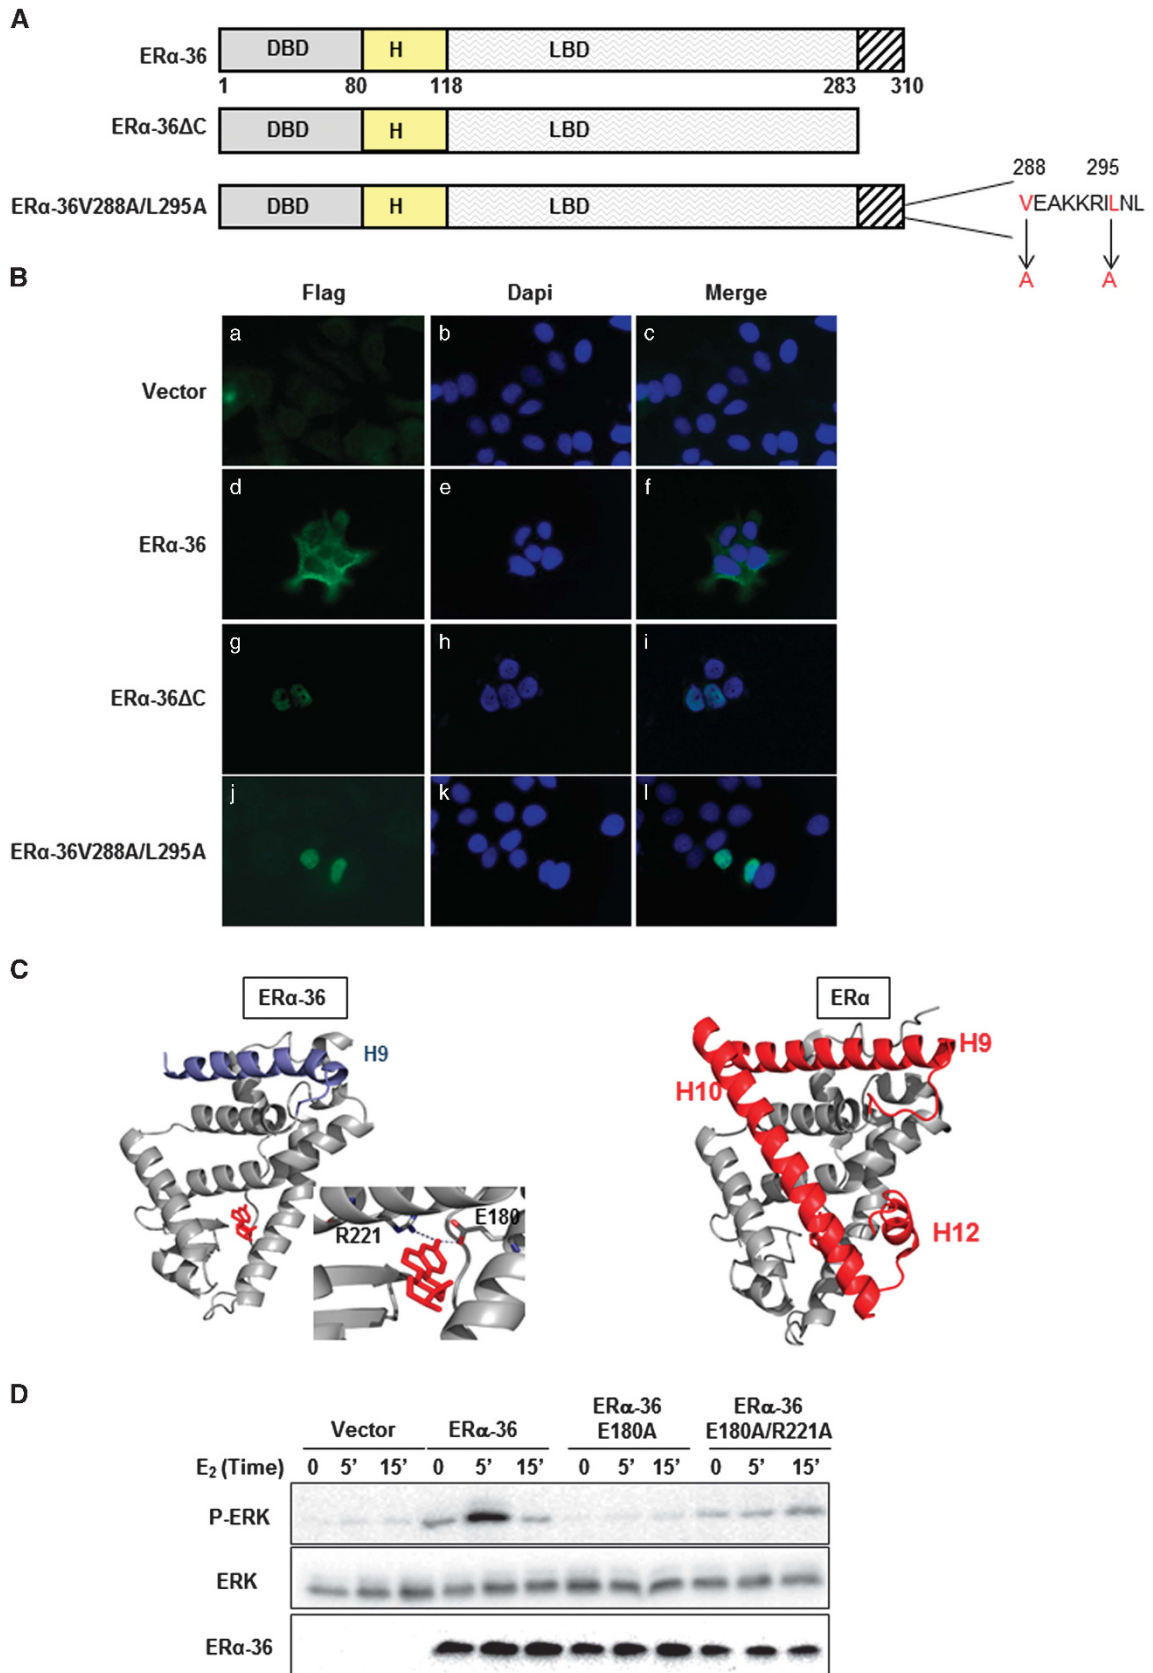 A
ERα-36 DBD H LBD
1 80 118 283 310
ERα-36ΔC DBD H LBD
288 295
ERα-36V288A/L295A DBD H LBD VEAKKRILNL
A A
B
Flag Dapi Merge
Vector a b c
ERα-36 d e f
ERα-36ΔC g h i
ERα-36V288A/L295A j k l
C
ERα-36 ERα
H9 H9
H10
R221 E180
H12
D
Vector ERα-36 ERα-36 E180A ERα-36 E180A/R221A
E2 (Time) 0 5’ 15’ 0 5’ 15’ 0 5’ 15’ 0 5’ 15’
P-ERK
ERK
ERα-36